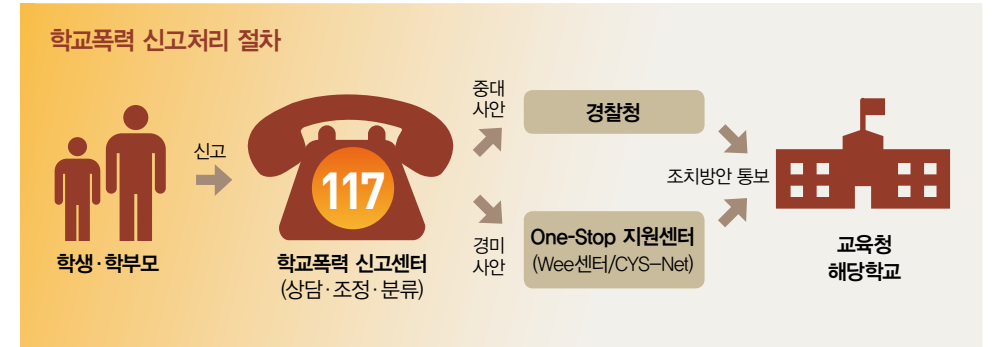 학교폭력 신고처리 절차
학생·학부모
신고
117
학교폭력 신고센터
(상담·조정·분류)
중대
사안
경찰청
경미
사안
One-Stop 지원센터
(Wee센터/CYS-Net)
조치방안 통보
교육청
해당학교